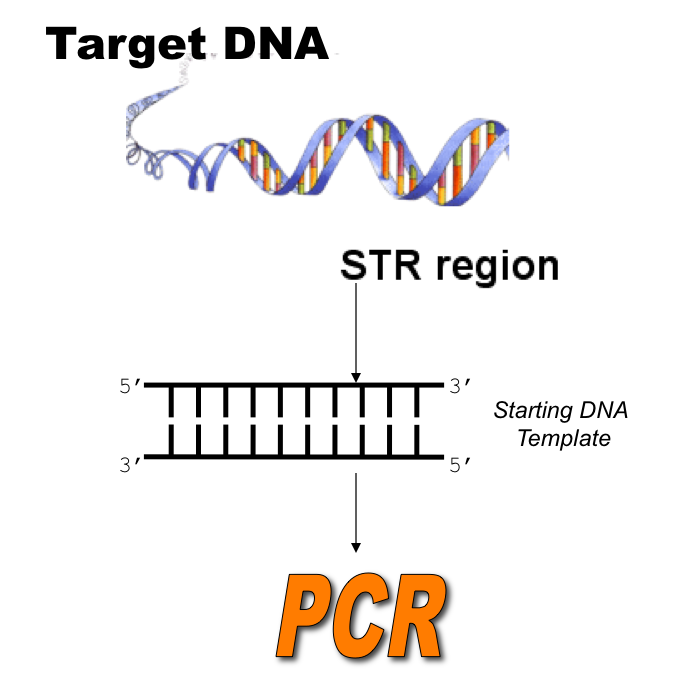 Target DNA
STR region
5′ 3′
Starting DNA
Template
3′ 5′
PCR